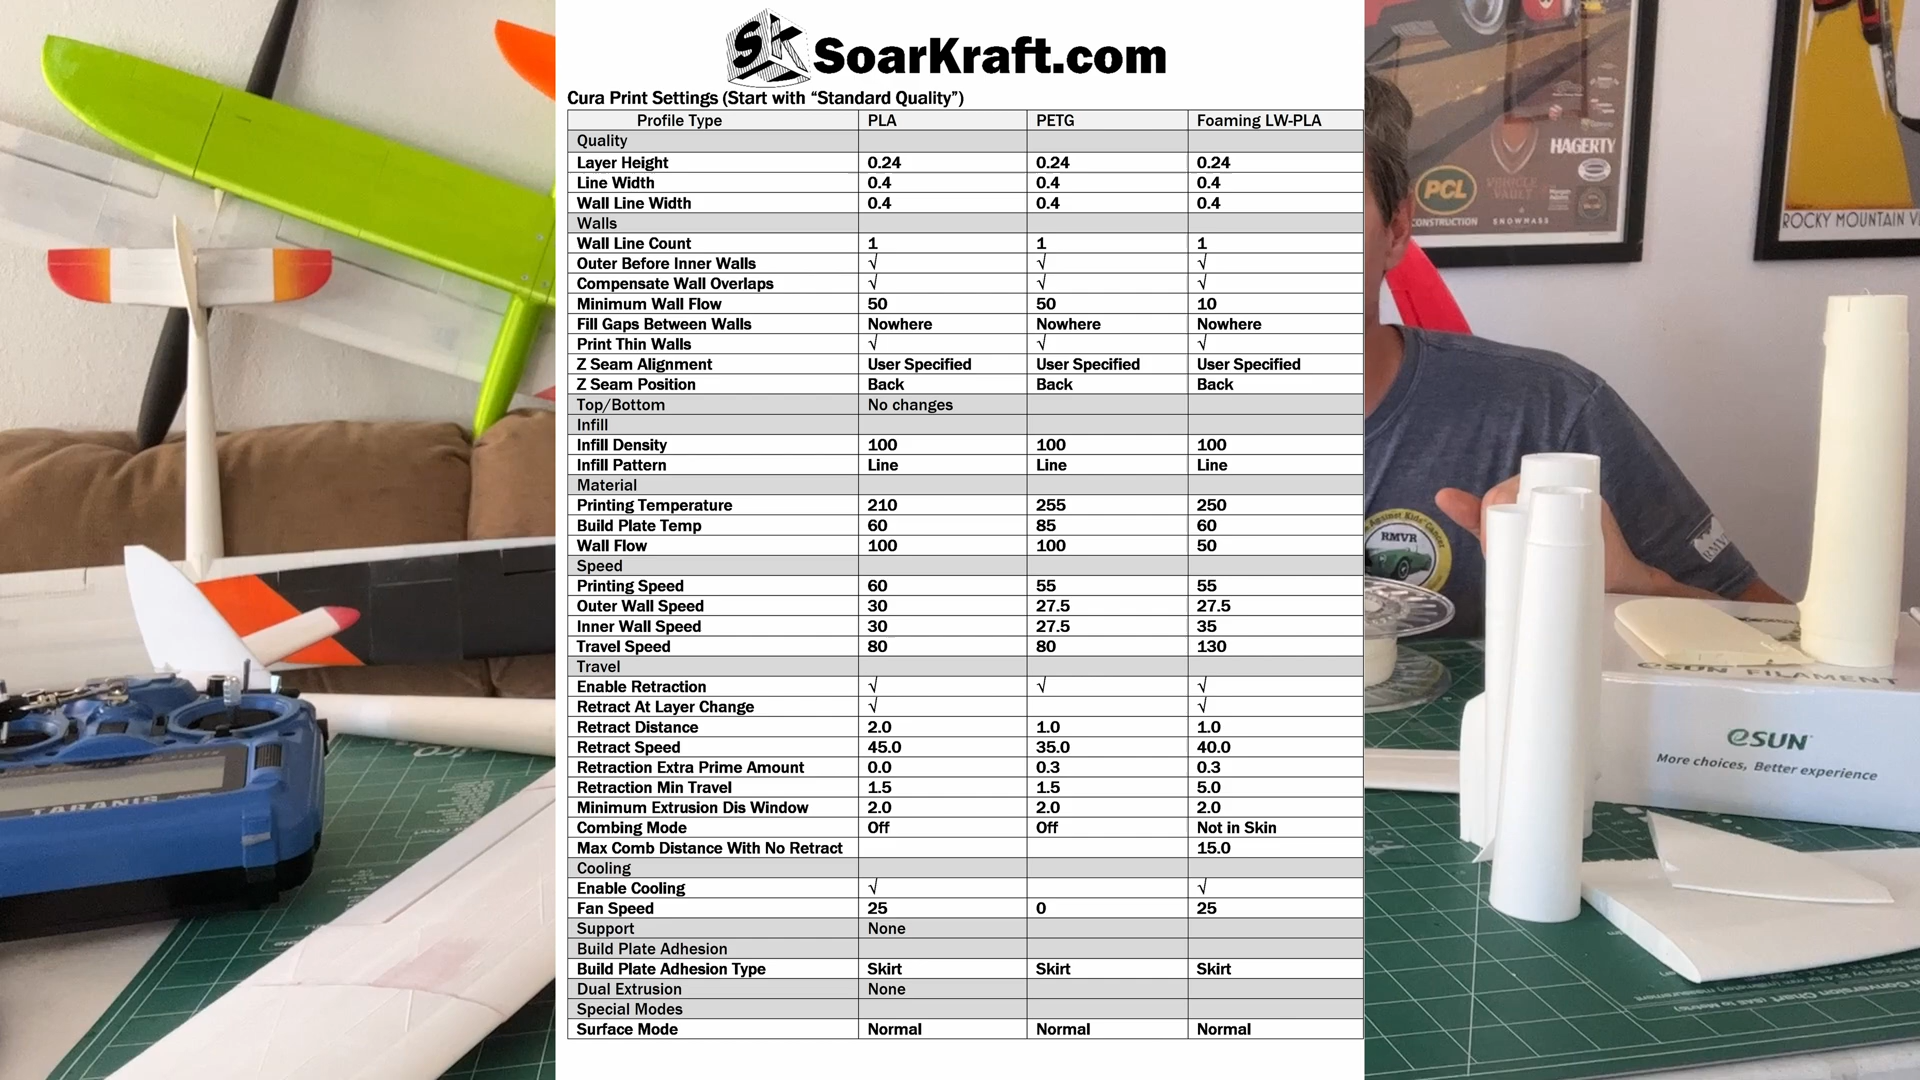 SK SoarKraft.com
Cura Print Settings (Start with “Standard Quality”)
Profile Type PLA PETG Foaming LW-PLA
Quality
Layer Height 0.24 0.24 0.24
Line Width 0.4 0.4 0.4
Wall Line Width 0.4 0.4 0.4
Walls
Wall Line Count 1 1 1
Outer Before Inner Walls √ √ √
Compensate Wall Overlaps √ √ √
Minimum Wall Flow 50 50 10
Fill Gaps Between Walls Nowhere Nowhere Nowhere
Print Thin Walls √ √ √
Z Seam Alignment User Specified User Specified User Specified
Z Seam Position Back Back Back
Top/Bottom No changes
Infill
Infill Density 100 100 100
Infill Pattern Line Line Line
Material
Printing Temperature 210 255 250
Build Plate Temp 60 85 60
Wall Flow 100 100 50
Speed
Printing Speed 60 55 55
Outer Wall Speed 30 27.5 27.5
Inner Wall Speed 30 27.5 35
Travel Speed 80 80 130
Travel
Enable Retraction √ √ √
Retract At Layer Change √ √
Retract Distance 2.0 1.0 1.0
Retract Speed 45.0 35.0 40.0
Retraction Extra Prime Amount 0.0 0.3 0.3
Retraction Min Travel 1.5 1.5 5.0
Minimum Extrusion Dis Window 2.0 2.0 2.0
Combing Mode Off Off Not in Skin
Max Comb Distance With No Retract 15.0
Cooling
Enable Cooling √ √
Fan Speed 25 0 25
Support None
Build Plate Adhesion
Build Plate Adhesion Type Skirt Skirt Skirt
Dual Extrusion None
Special Modes
Surface Mode Normal Normal Normal
TARANIS
HAGERTY
PCL
CONSTRUCTION
VEHICLE
VAULT
SNOWMASS
ROCKY MOUNTAIN V
Against Kids' Cancer
RMVR
RMVR
eSUN FILAMENT
eSUN
More choices, Better experience